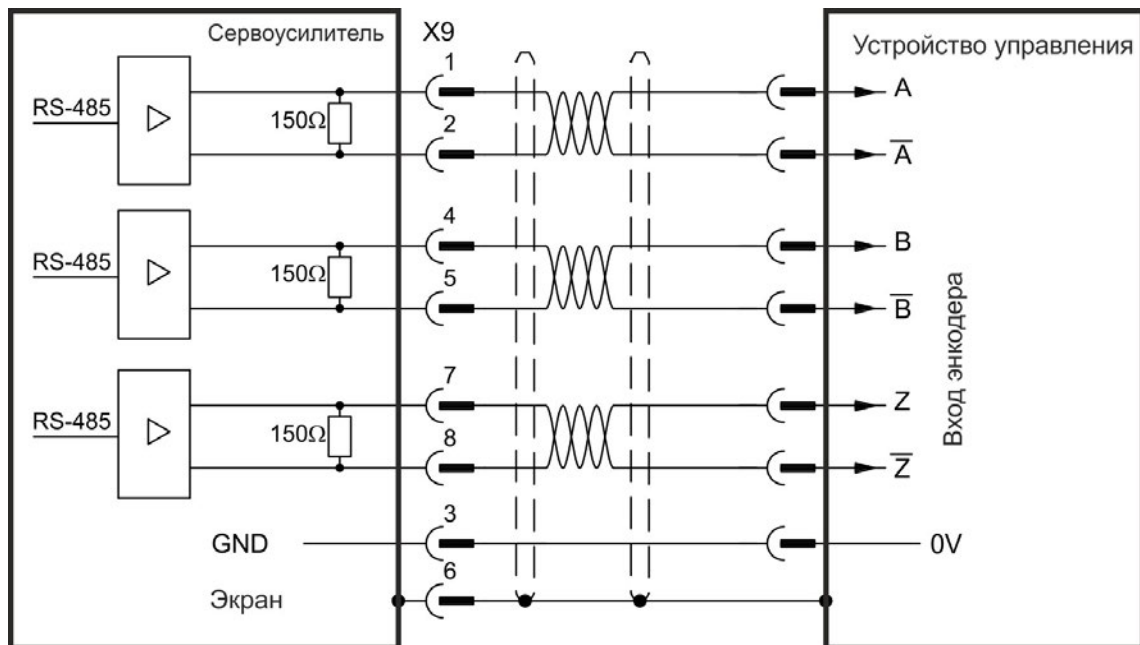 Сервоусилитель
X9
Устройство управления
1
RS-485
150Ω
2
A
A̅
4
RS-485
150Ω
5
B
B̅
7
RS-485
150Ω
8
Z
Z̅
Вход энкодера
3
GND
0V
6
Экран